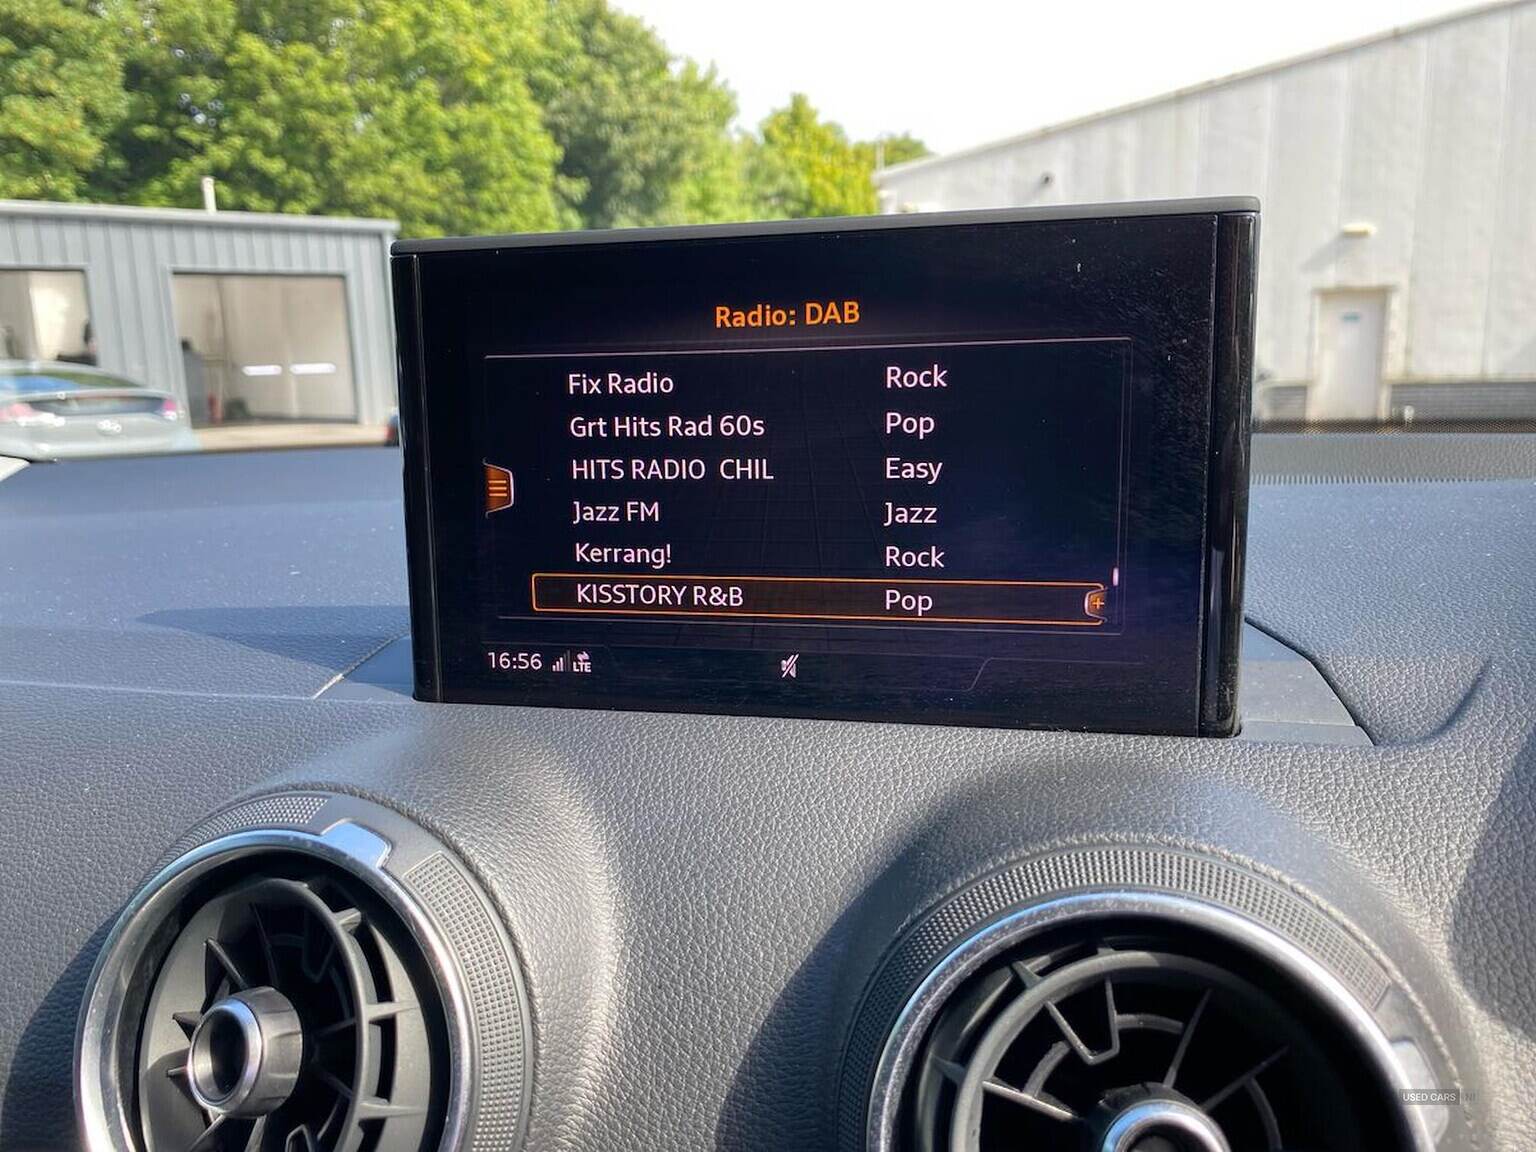 Radio: DAB
Fix Radio Rock
Grt Hits Rad 60s Pop
HITS RADIO CHIL Easy
Jazz FM Jazz
Kerrang! Rock
KISSTORY R&B Pop
16:56 LTE
USED CARS NI